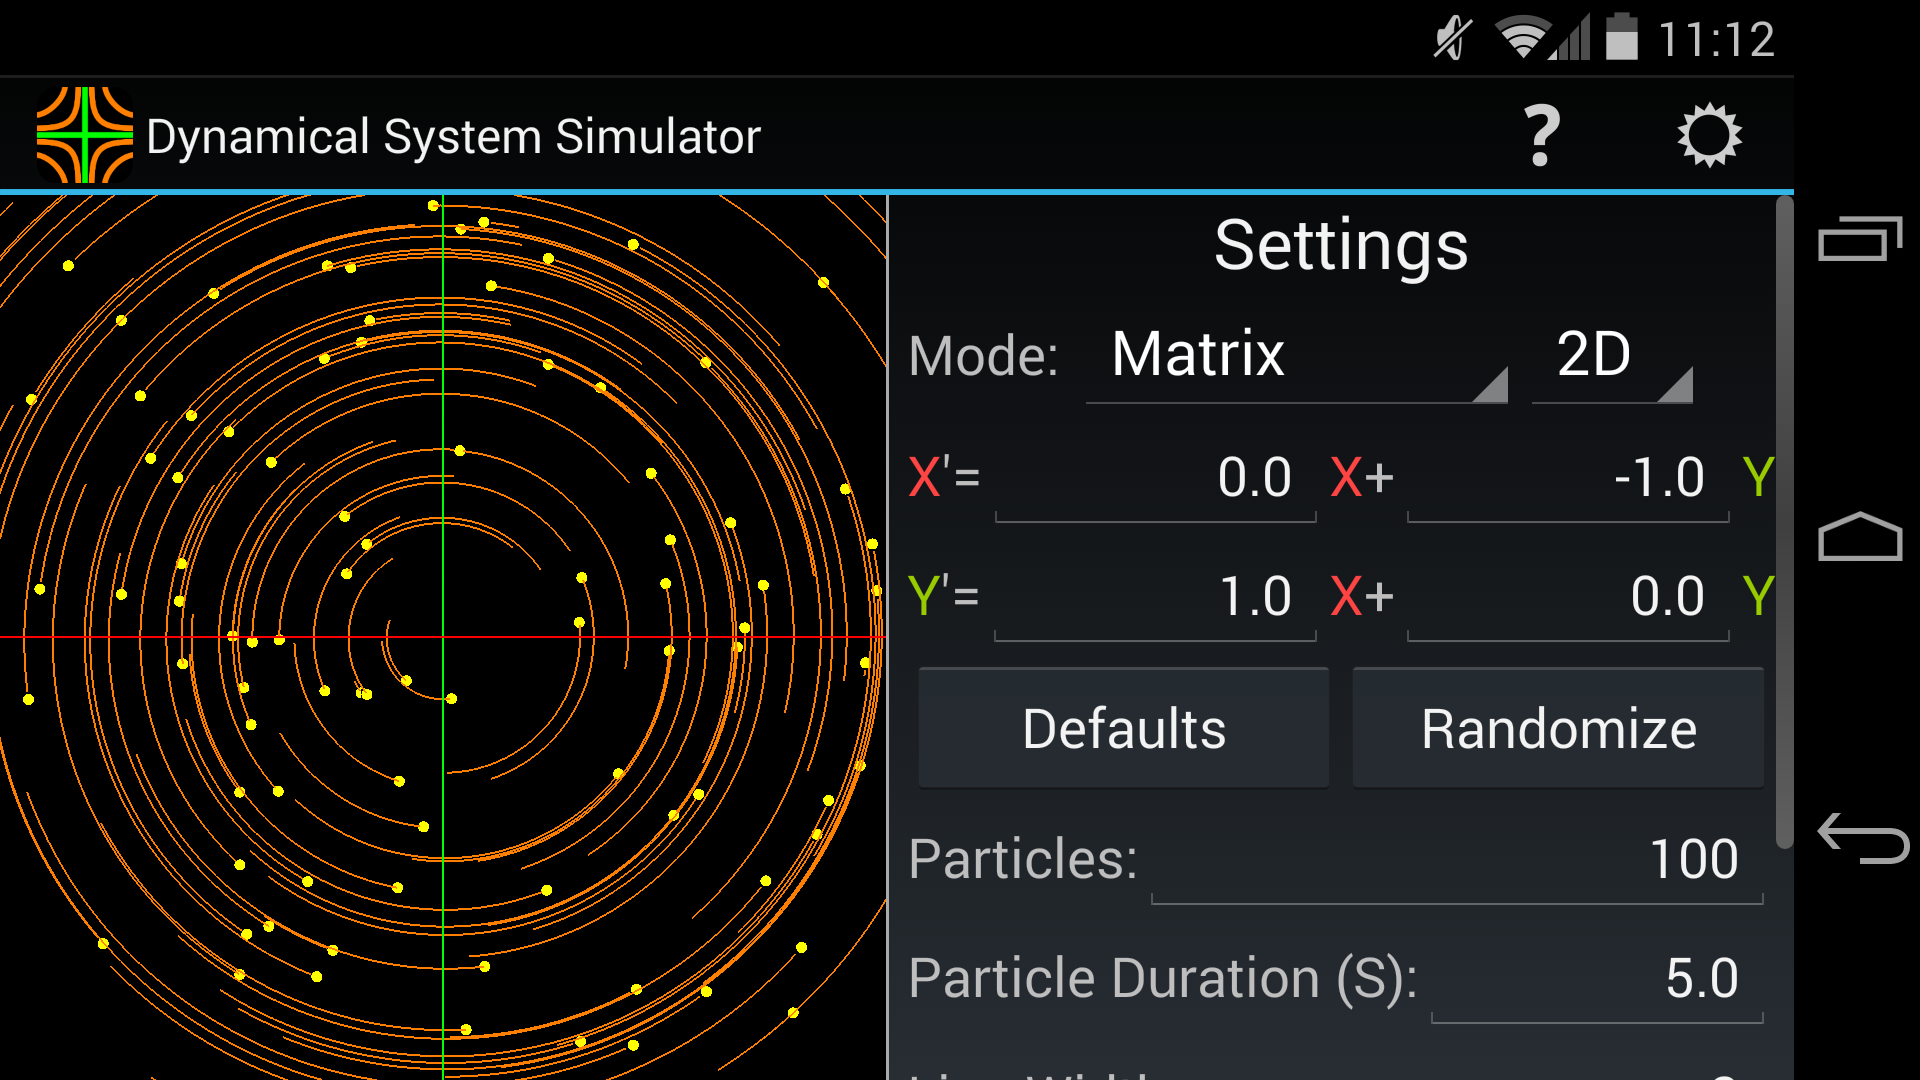 11:12
Dynamical System Simulator ?
Settings
Mode: Matrix 2D
X'= 0.0 X+ -1.0 Y
Y'= 1.0 X+ 0.0 Y
Defaults Randomize
Particles: 100
Particle Duration (S): 5.0